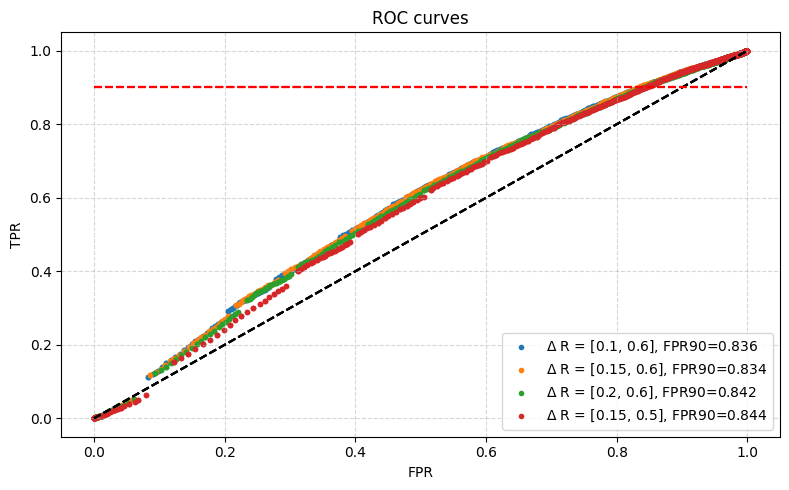 ROC curves
TPR
1.0
0.8
0.6
0.4
0.2
0.0
Δ R = [0.1, 0.6], FPR90=0.836
Δ R = [0.15, 0.6], FPR90=0.834
Δ R = [0.2, 0.6], FPR90=0.842
Δ R = [0.15, 0.5], FPR90=0.844
0.0 0.2 0.4 0.6 0.8 1.0
FPR